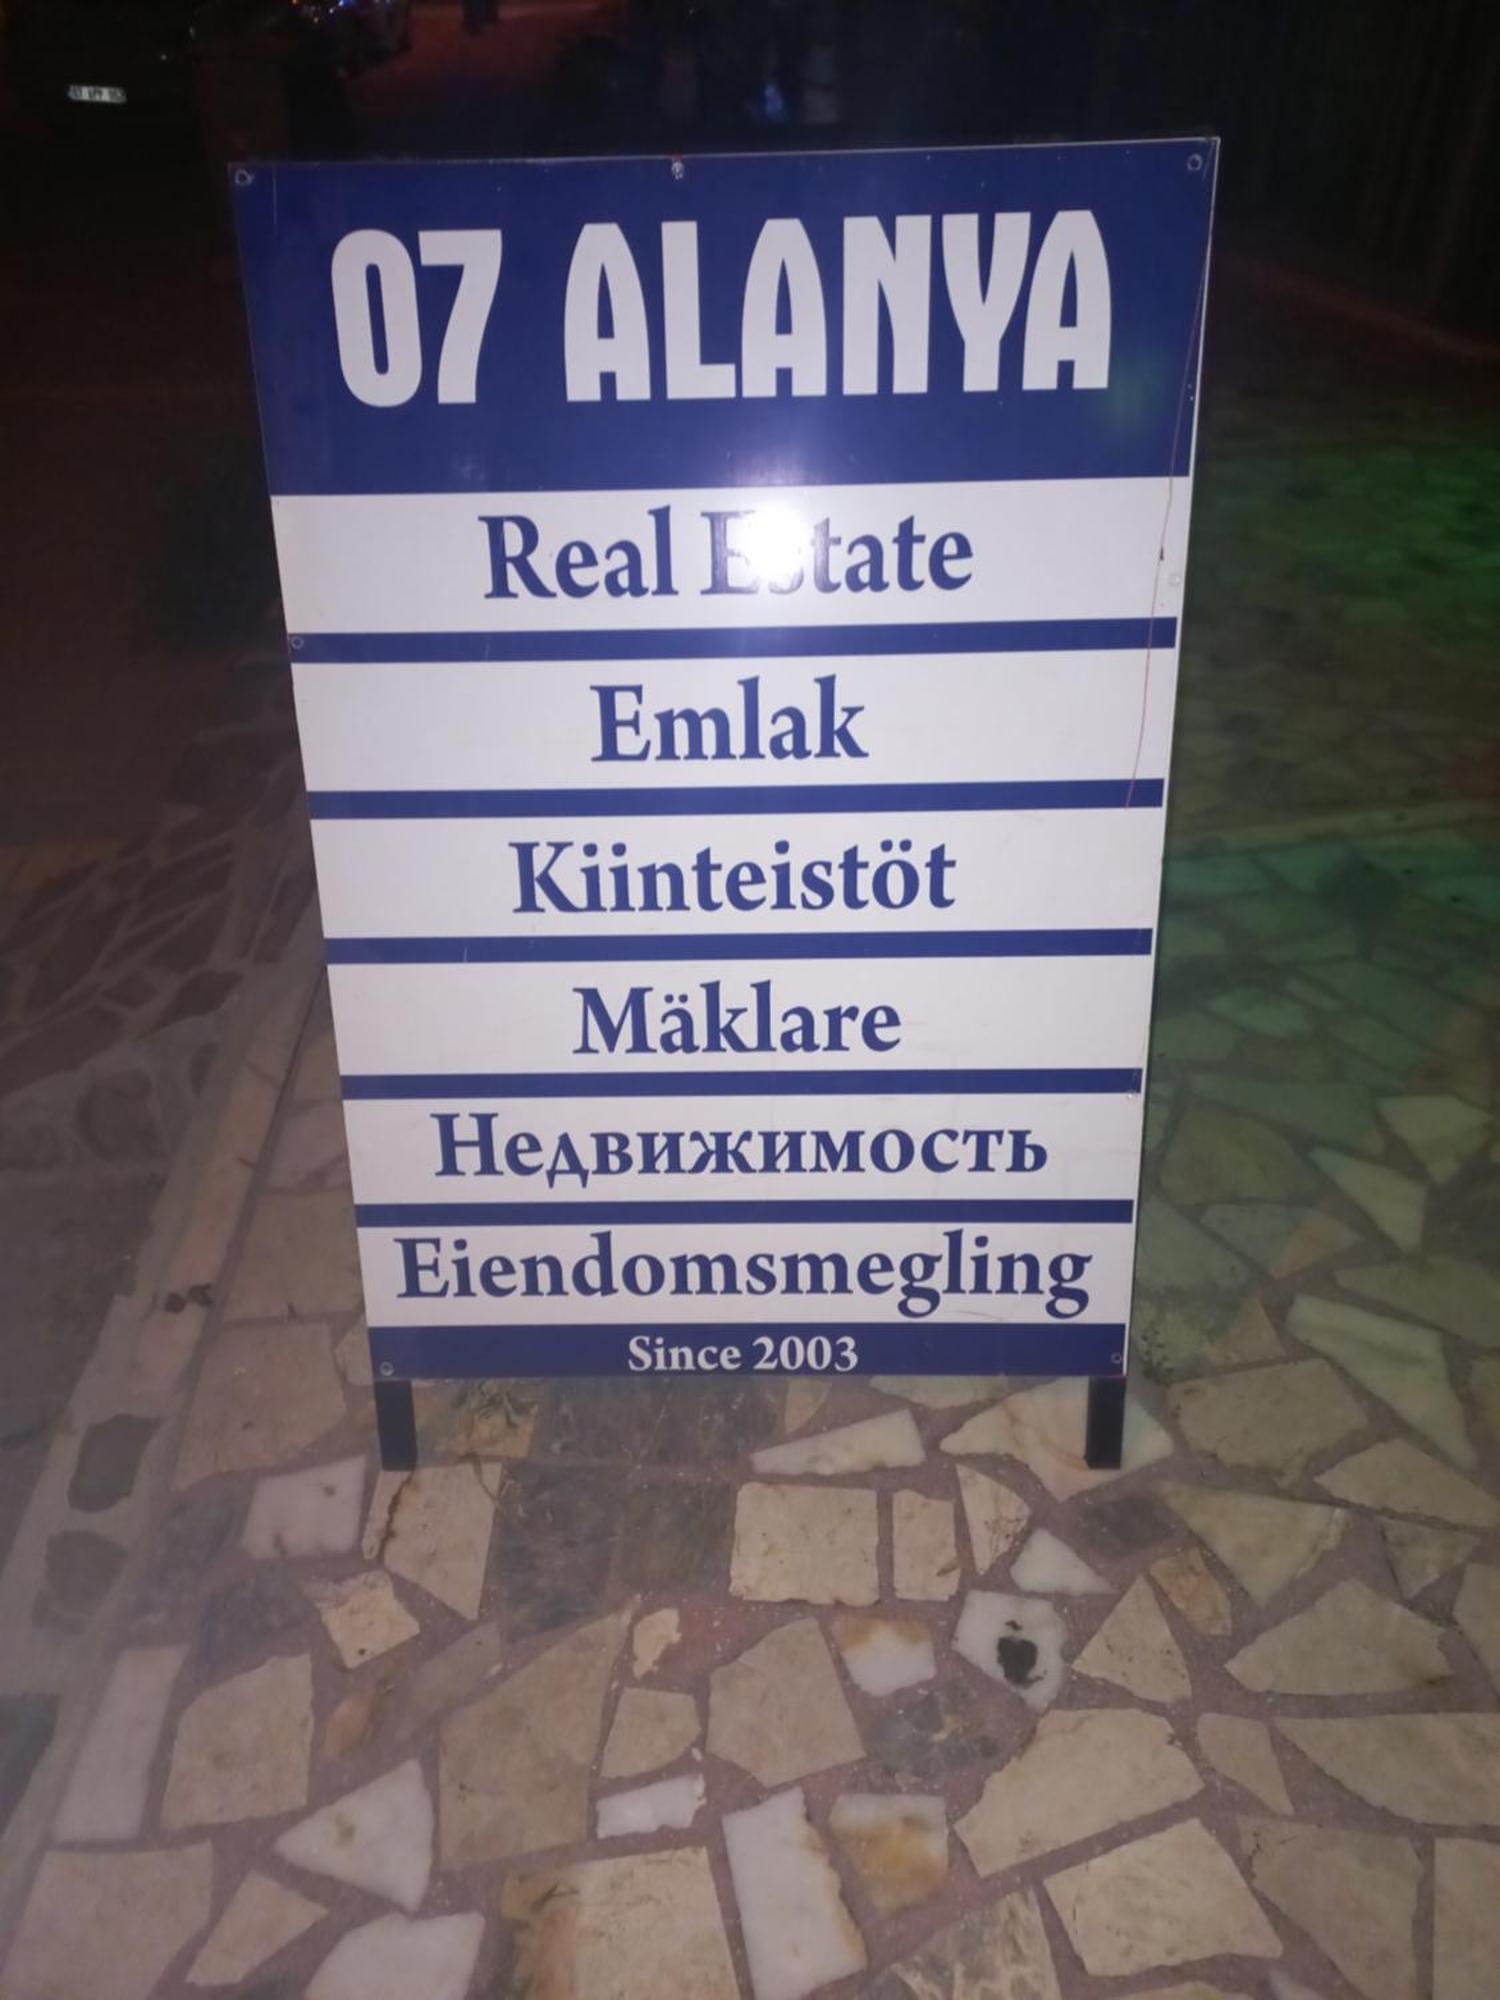 07 ALANYA
Real Estate
Emlak
Kiinteistöt
Mäklare
Недвижимость
Eiendomsmegling
Since 2003